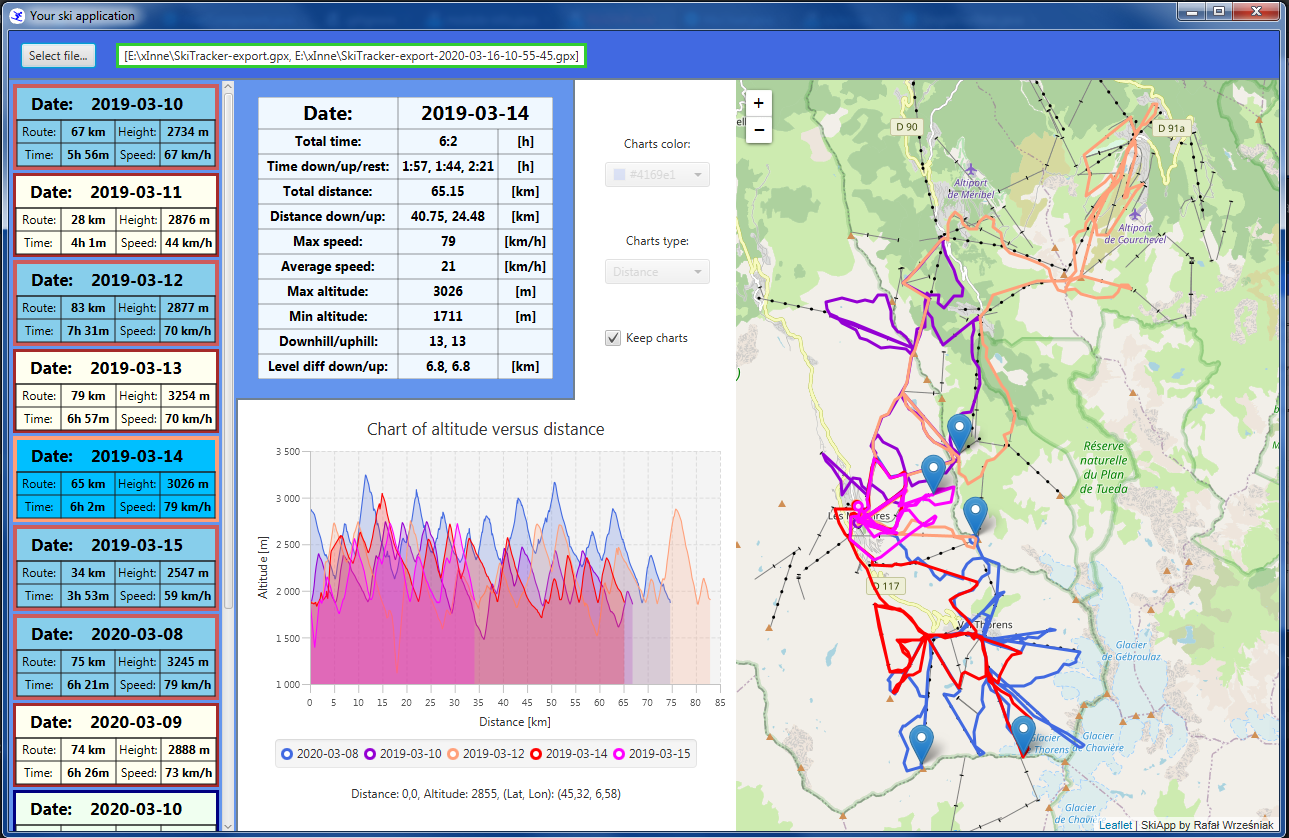 Your ski application
Select file...
[E:\xInne\SkiTracker-export.gpx, E:\xInne\SkiTracker-export-2020-03-16-10-55-45.gpx]
Date: 2019-03-10
Route: 67 km Height: 2734 m
Time: 5h 56m Speed: 67 km/h
Date: 2019-03-11
Route: 28 km Height: 2876 m
Time: 4h 1m Speed: 44 km/h
Date: 2019-03-12
Route: 83 km Height: 2877 m
Time: 7h 31m Speed: 70 km/h
Date: 2019-03-13
Route: 79 km Height: 3254 m
Time: 6h 57m Speed: 70 km/h
Date: 2019-03-14
Route: 65 km Height: 3026 m
Time: 6h 2m Speed: 79 km/h
Date: 2019-03-15
Route: 34 km Height: 2547 m
Time: 3h 53m Speed: 59 km/h
Date: 2020-03-08
Route: 75 km Height: 3245 m
Time: 6h 21m Speed: 79 km/h
Date: 2020-03-09
Route: 74 km Height: 2888 m
Time: 6h 26m Speed: 73 km/h
Date: 2020-03-10
Date: 2019-03-14
Total time: 6:2 [h]
Time down/up/rest: 1:57, 1:44, 2:21 [h]
Total distance: 65.15 [km]
Distance down/up: 40.75, 24.48 [km]
Max speed: 79 [km/h]
Average speed: 21 [km/h]
Max altitude: 3026 [m]
Min altitude: 1711 [m]
Downhill/uphill: 13, 13
Level diff down/up: 6.8, 6.8 [km]
Charts color:
#4169e1
Charts type:
Distance
Keep charts
Chart of altitude versus distance
Altitude [m]
3 500
3 000
2 500
2 000
1 500
1 000
0 5 10 15 20 25 30 35 40 45 50 55 60 65 70 75 80 85
Distance [km]
2020-03-08 2019-03-10 2019-03-12 2019-03-14 2019-03-15
Distance: 0,0, Altitude: 2855, (Lat, Lon): (45,32, 6,58)
+
−
D 90
D 91a
Altiport
de Méribel
Altiport
de Courchevel
Réserve
naturelle
du Plan
de Tueda
D 117
Glacier
de Gébroulaz
Glacier
de Chavière
Glacier
Thorens
Glacier
de Chavière
Leaflet | SkiApp by Rafał Wrześniak